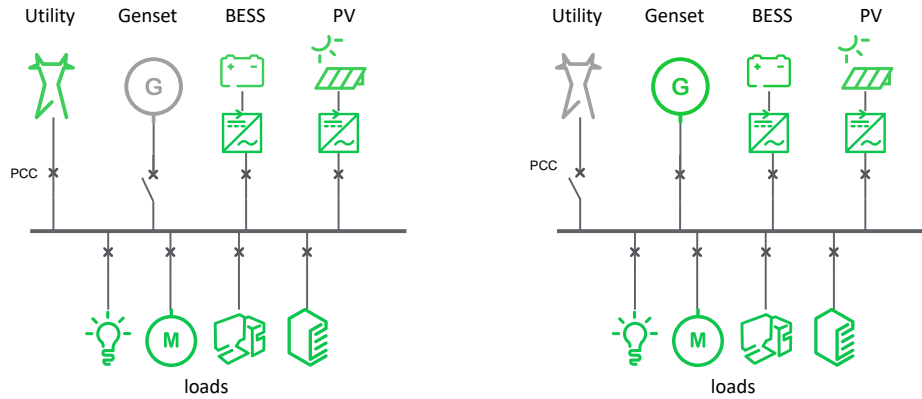 Utility Genset BESS PV
G
PCC
M
loads
Utility Genset BESS PV
G
PCC
M
loads